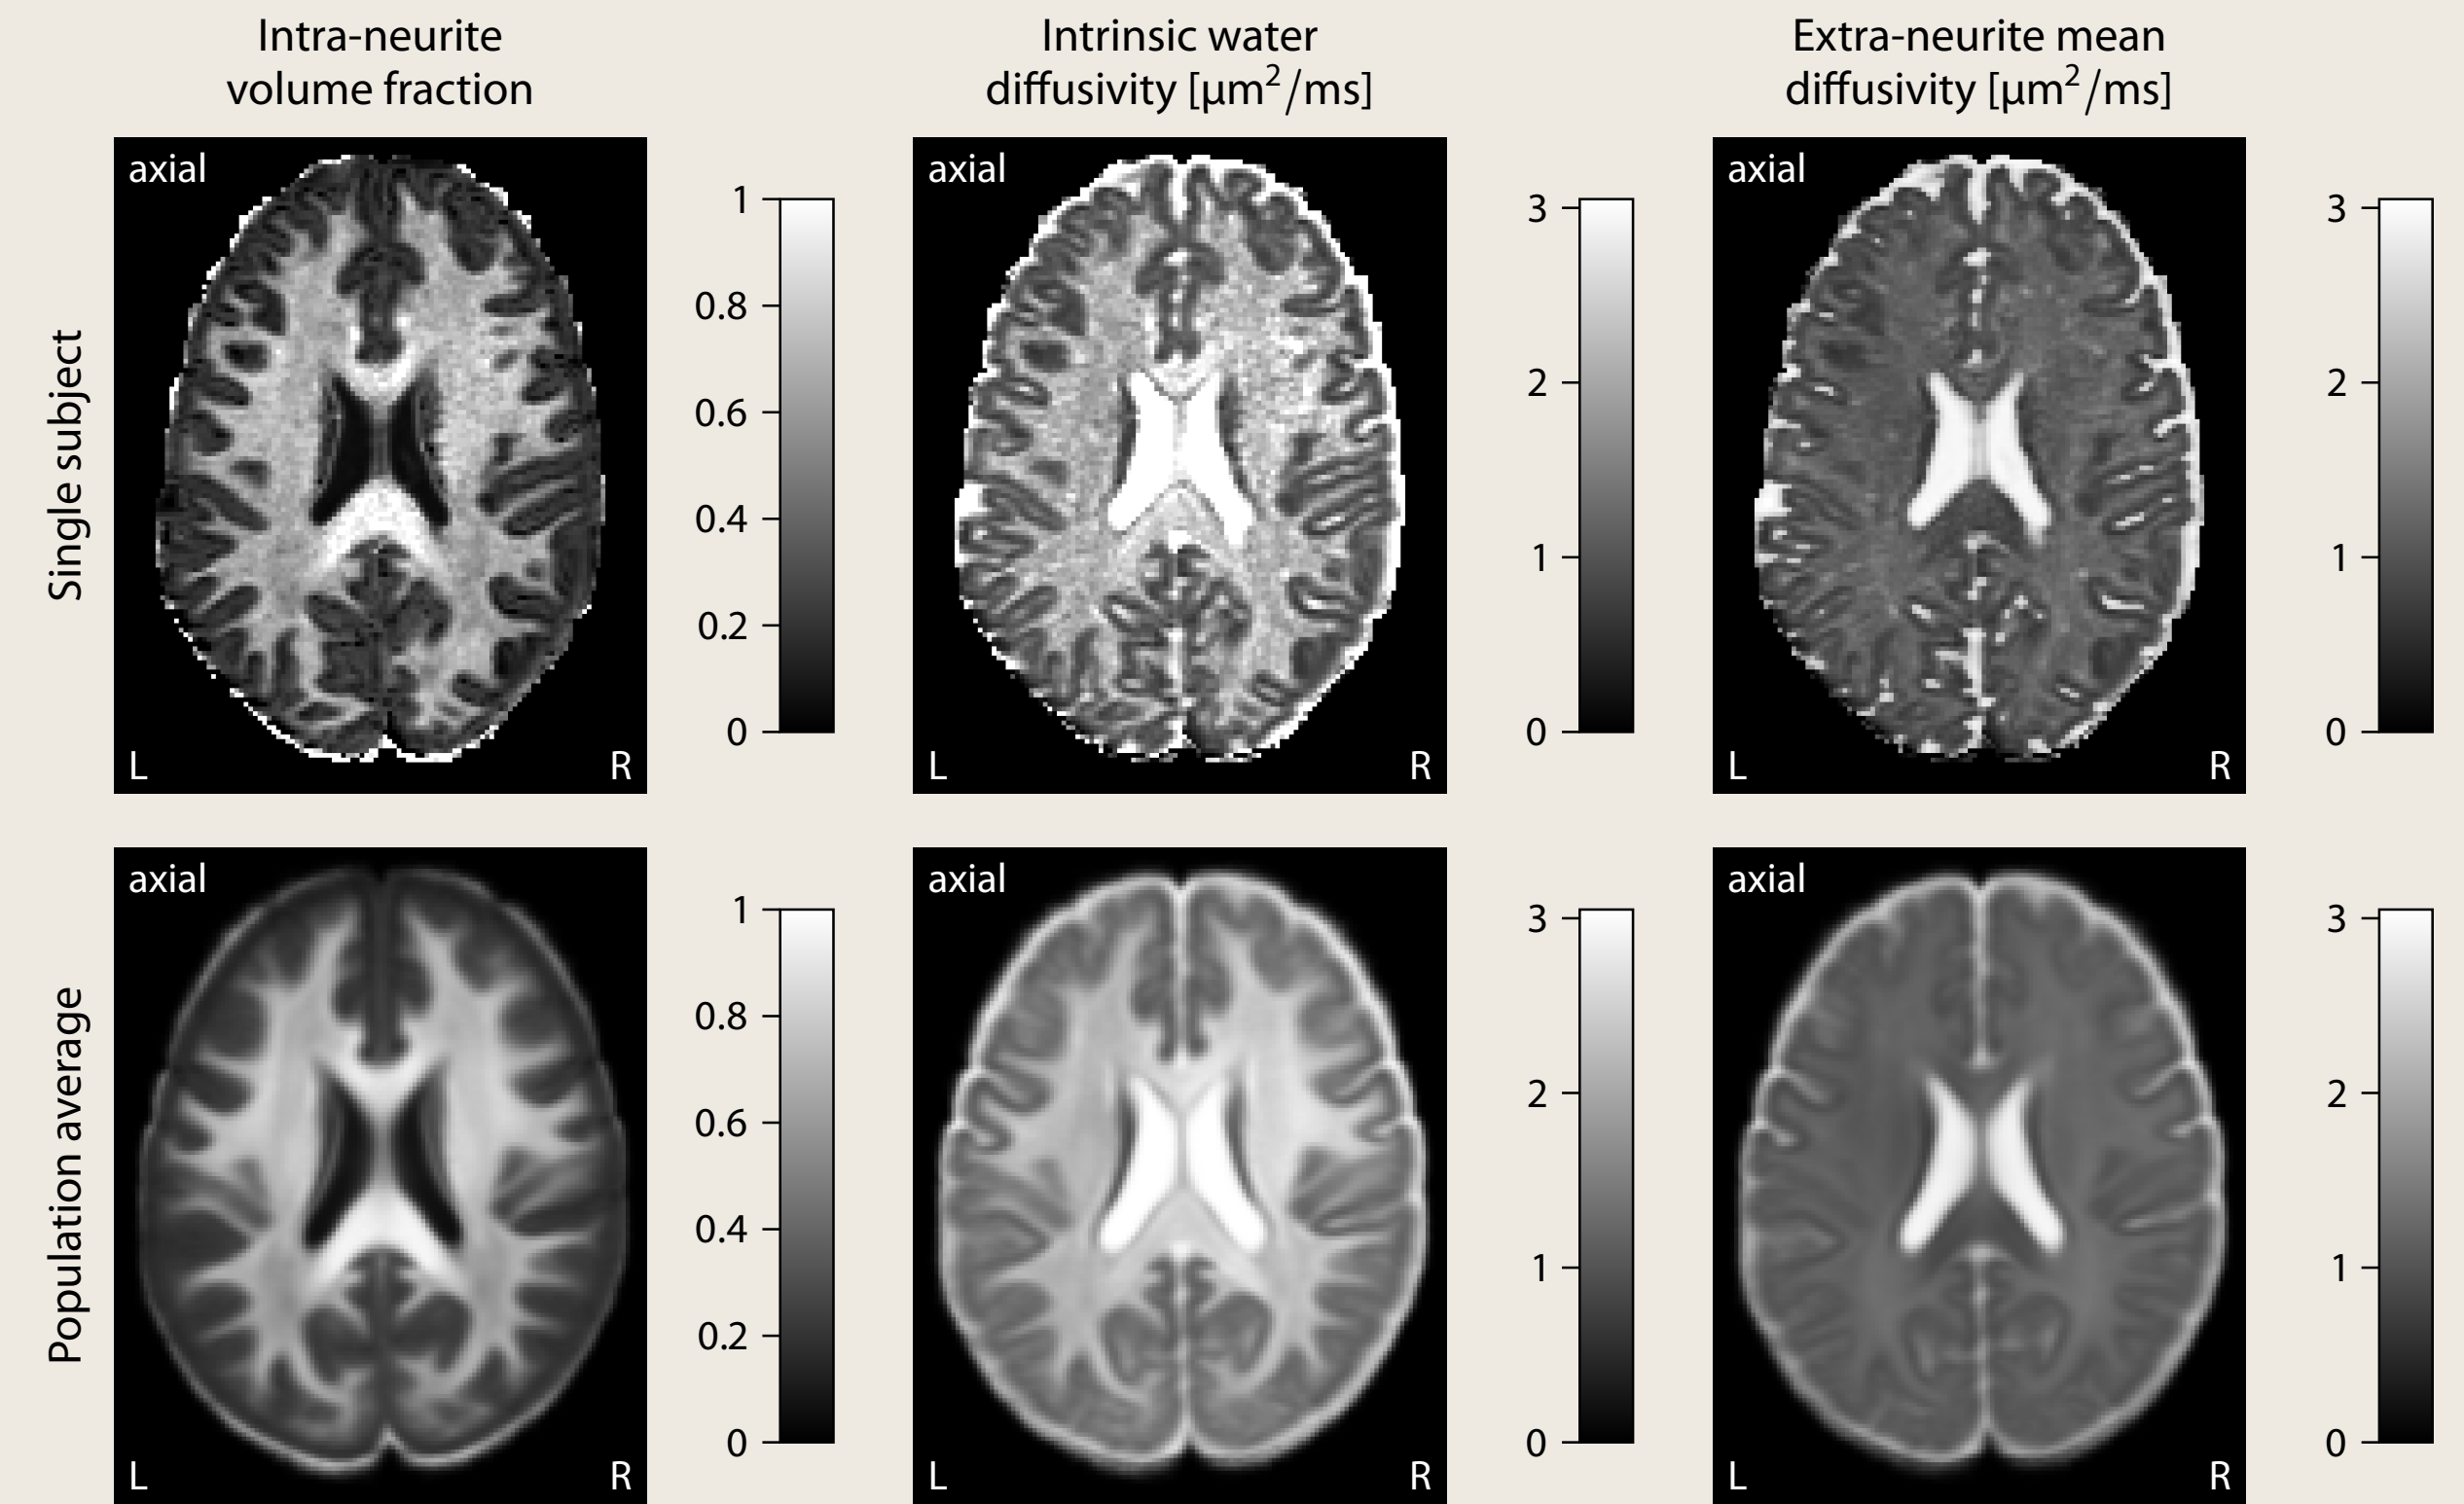 Intra-neurite
volume fraction
Intrinsic water
diffusivity [µm²/ms]
Extra-neurite mean
diffusivity [µm²/ms]
Single subject
axial
L
R
1
0.8
0.6
0.4
0.2
0
axial
L
R
3
2
1
0
axial
L
R
3
2
1
0
Population average
axial
L
R
1
0.8
0.6
0.4
0.2
0
axial
L
R
3
2
1
0
axial
L
R
3
2
1
0